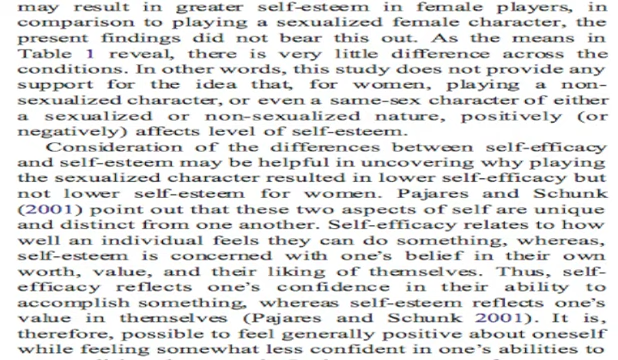 may result in greater self-esteem in female players, in
comparison to playing a sexualized female character, the
present findings did not bear this out. As the means in
Table 1 reveal, there is very little difference across the
conditions. In other words, this study does not provide any
support for the idea that, for women, playing a non-
sexualized character, or even a same-sex character of either
a sexualized or non-sexualized nature, positively (or
negatively) affects level of self-esteem.
Consideration of the differences between self-efficacy
and self-esteem may be helpful in uncovering why playing
the sexualized character resulted in lower self-efficacy but
not lower self-esteem for women. Pajares and Schunk
(2001) point out that these two aspects of self are unique
and distinct from one another. Self-efficacy relates to how
well an individual feels they can do something, whereas,
self-esteem is concerned with one's belief in their own
worth, value, and their liking of themselves. Thus, self-
efficacy reflects one's confidence in their ability to
accomplish something, whereas self-esteem reflects one's
value in themselves (Pajares and Schunk 2001). It is,
therefore, possible to feel generally positive about oneself
while feeling somewhat less confident in one's abilities to